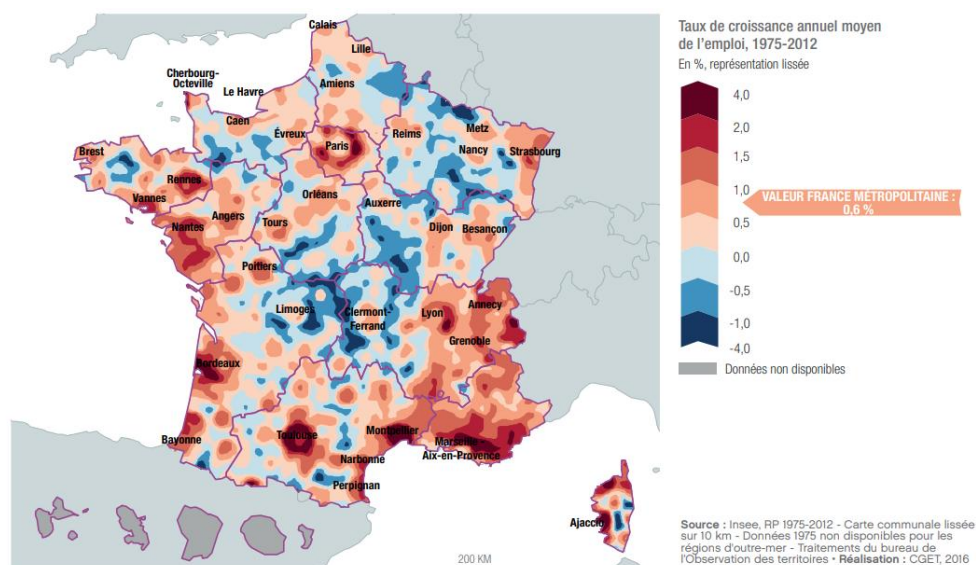 Taux de croissance annuel moyen
de l'emploi, 1975-2012
En %, représentation lissée
4,0
2,0
1,5
1,0
0,5
0,0
-0,5
-1,0
-4,0
VALEUR FRANCE MÉTROPOLITAINE :
0,6 %
Données non disponibles
Calais
Lille
Cherbourg-
Octeville
Le Havre
Amiens
Caen
Évreux
Reims
Metz
Paris
Nancy
Strasbourg
Brest
Rennes
Vannes
Orléans
Auxerre
Angers
Tours
Nantes
Dijon
Besançon
Poitiers
Limoges
Clermont-
Ferrand
Lyon
Annecy
Grenoble
Bordeaux
Bayonne
Toulouse
Montpellier
Marseille
Aix-en-Provence
Narbonne
Perpignan
Ajaccio
200 KM
Source : Insee, RP 1975-2012 - Carte communale lissée
sur 10 km - Données 1975 non disponibles pour les
régions d'outre-mer - Traitements du bureau de
l'Observation des territoires • Réalisation : CGET, 2016